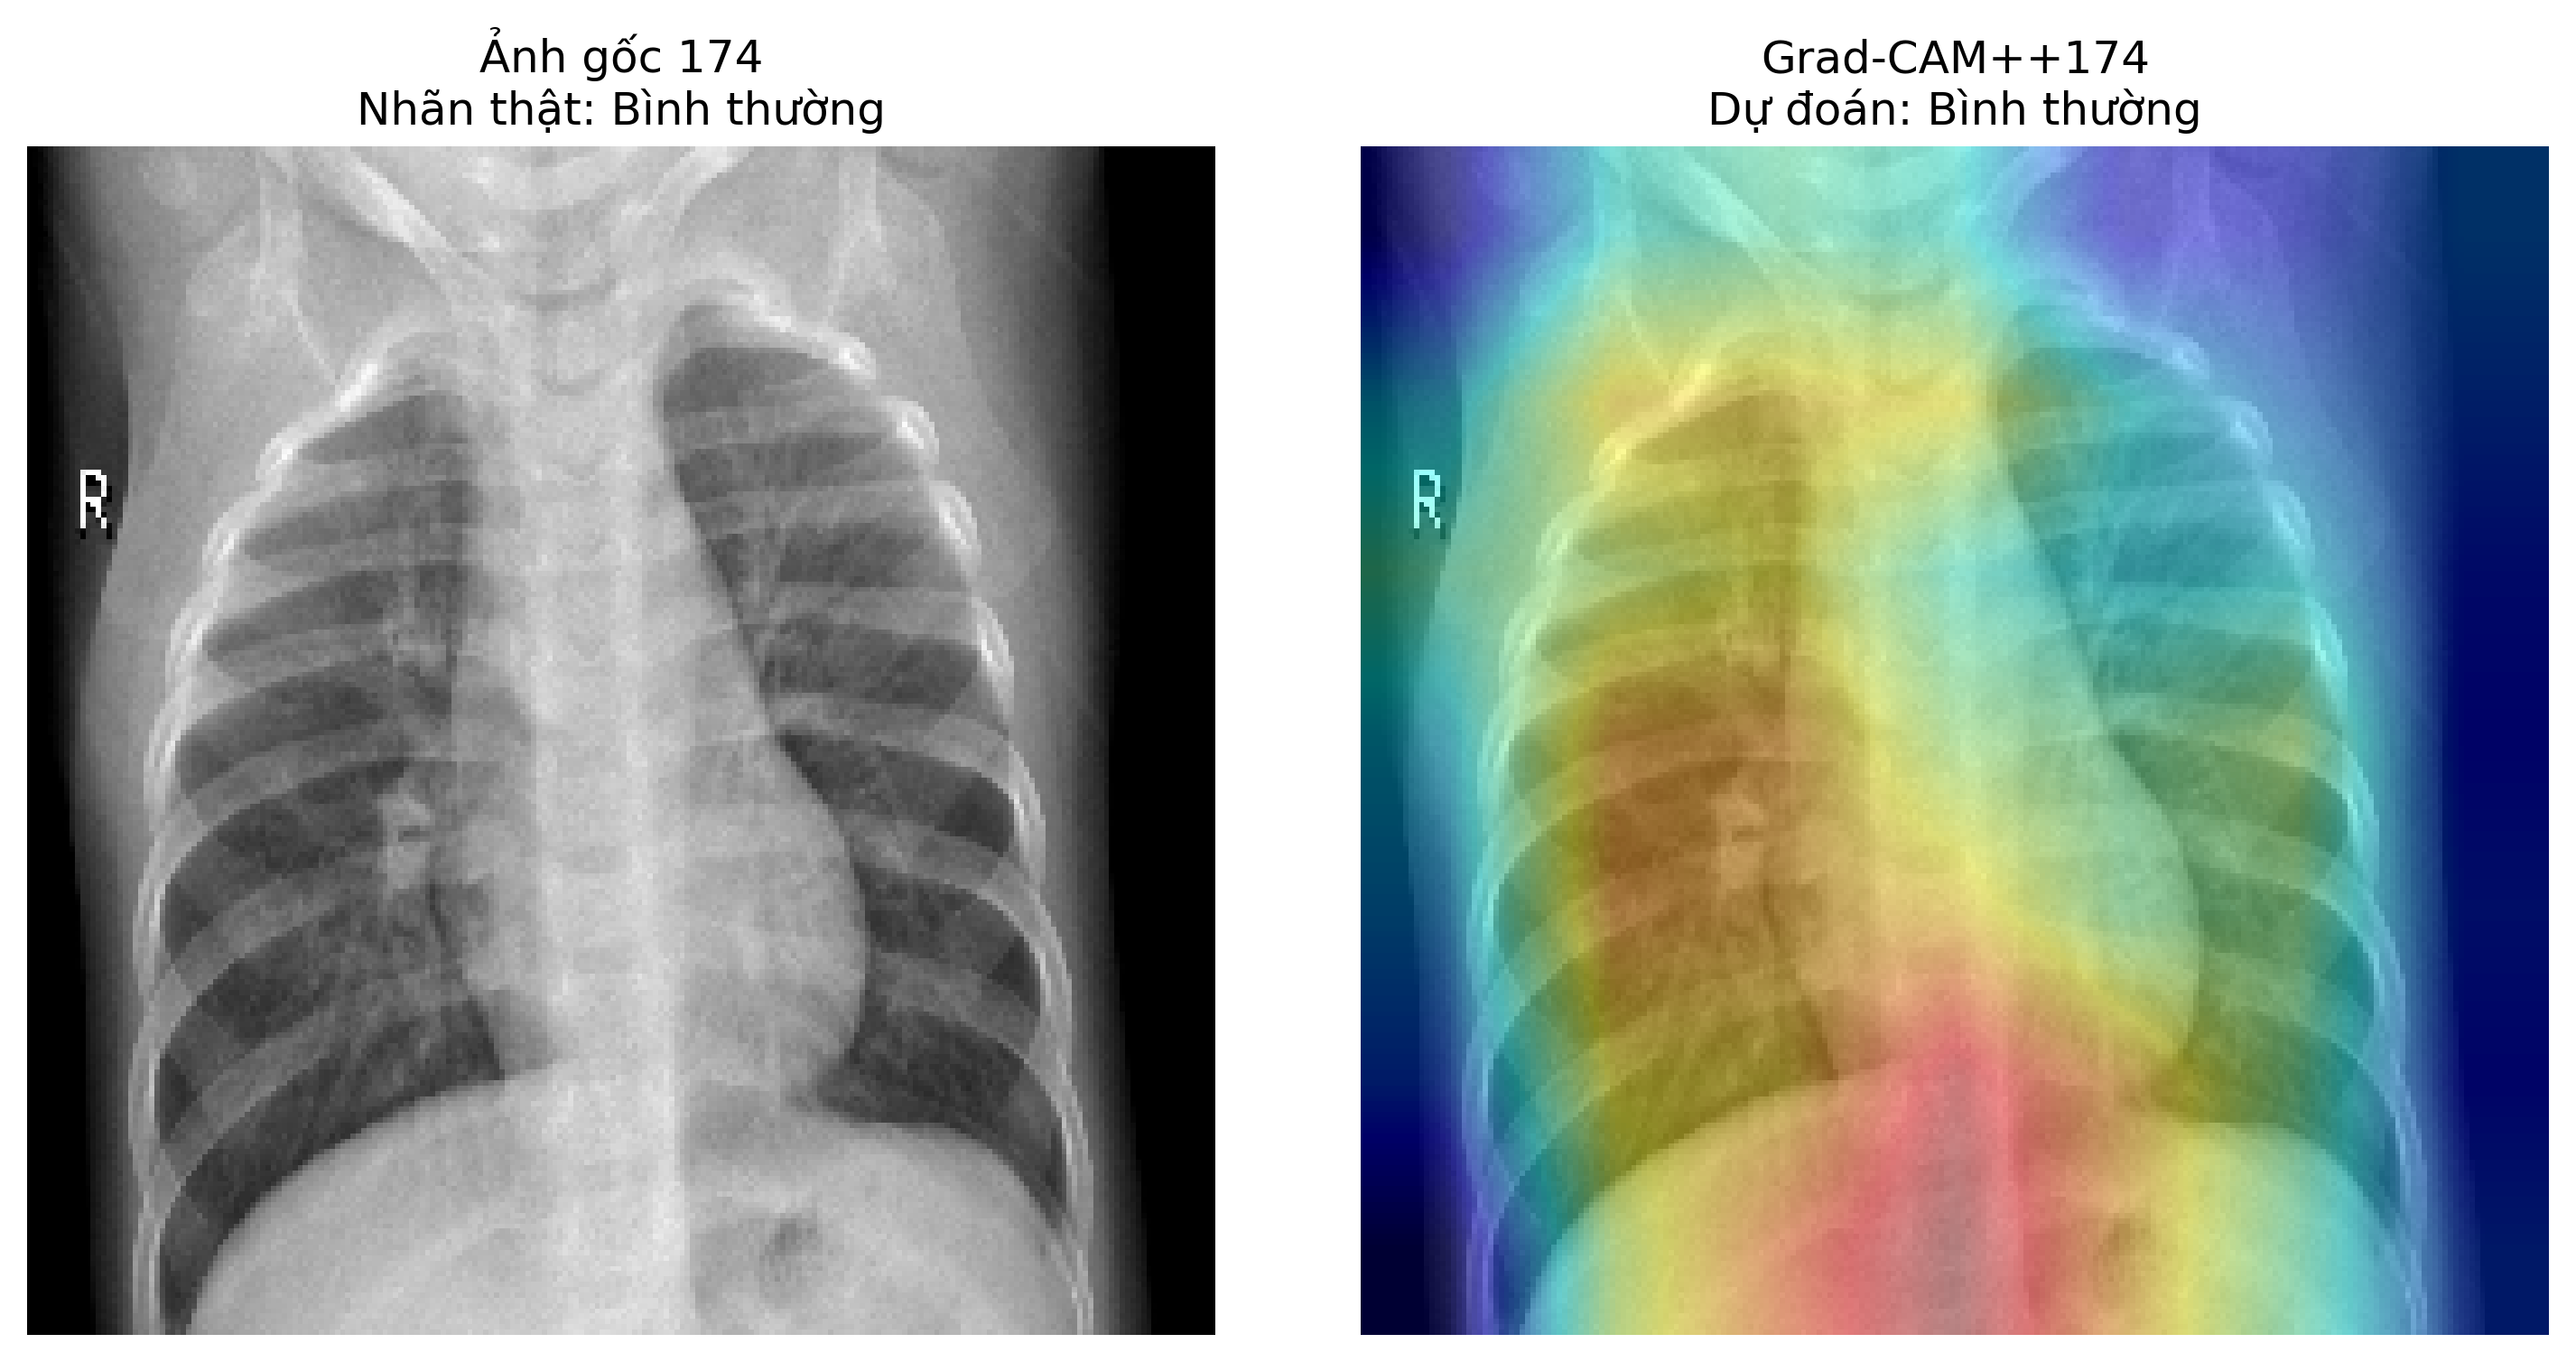 Ảnh gốc 174
Nhãn thật: Bình thường
Grad-CAM++174
Dự đoán: Bình thường
R
R